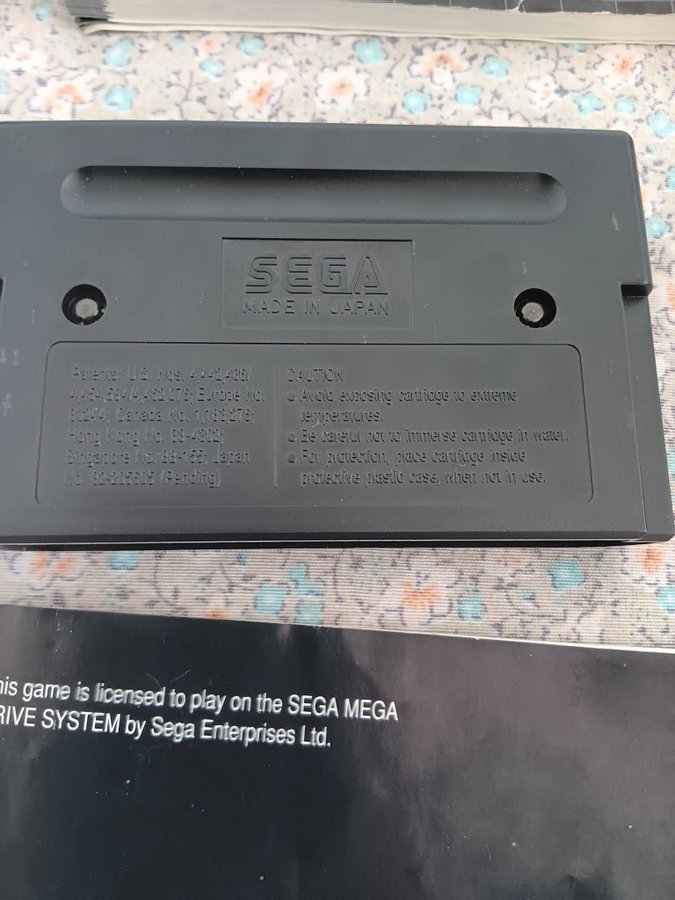 SEGA
MADE IN JAPAN
Patents: U.S. Nos. 4,442,486/
4,454,594/4,462,076; Europe No.
80244; Canada No. 1,183,276;
Hong Kong No. 88-4302;
Singapore No. 88-155; Japan
No. 82-205605 (Pending)
CAUTION
● Avoid exposing cartridge to extreme
temperatures.
● Be careful not to immerse cartridge in water.
● For protection, place cartridge inside
protective plastic case, when not in use.
his game is licensed to play on the SEGA MEGA
RIVE SYSTEM by Sega Enterprises Ltd.